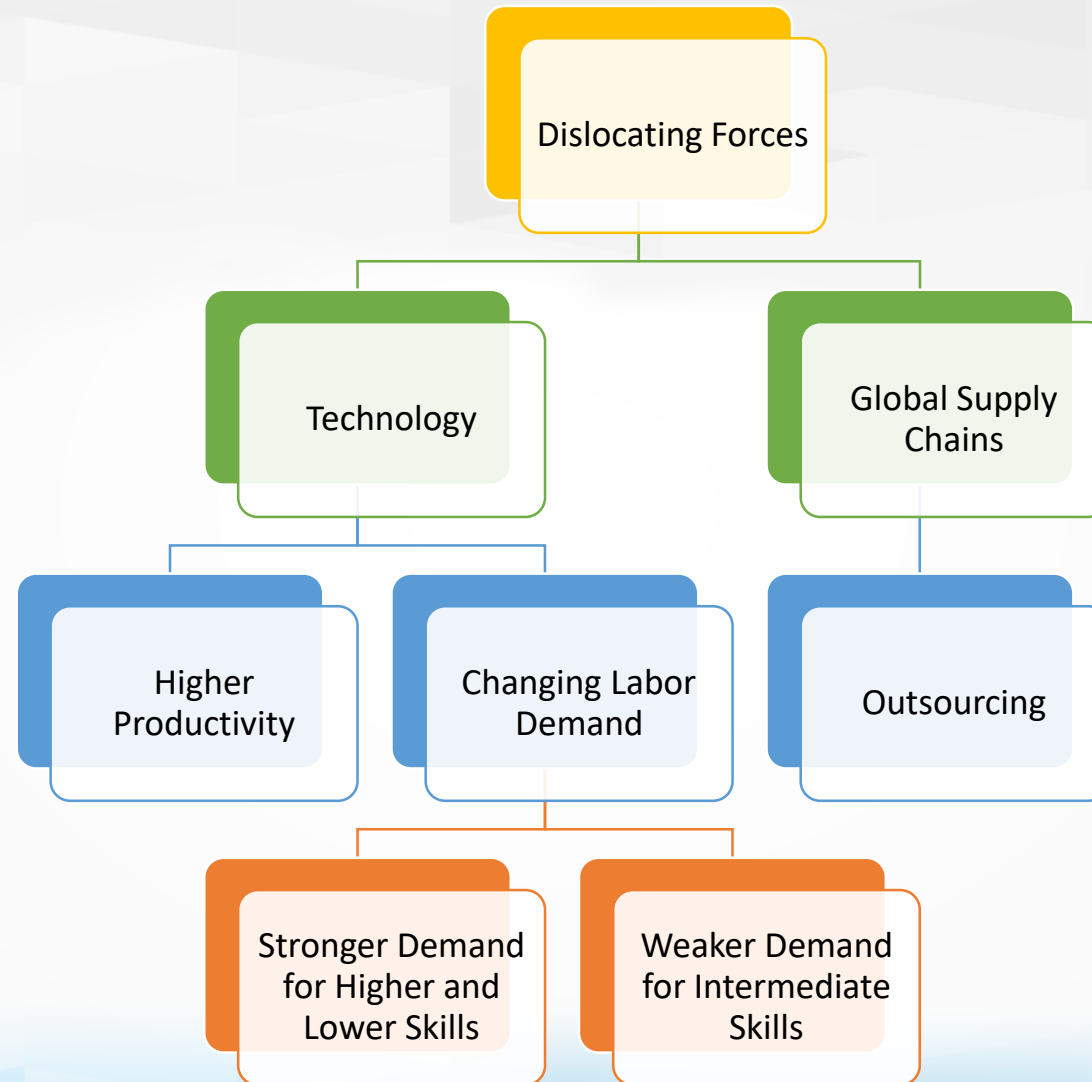 Dislocating Forces
Technology
Global Supply
Chains
Higher
Productivity
Changing Labor
Demand
Outsourcing
Stronger Demand
for Higher and
Lower Skills
Weaker Demand
for Intermediate
Skills